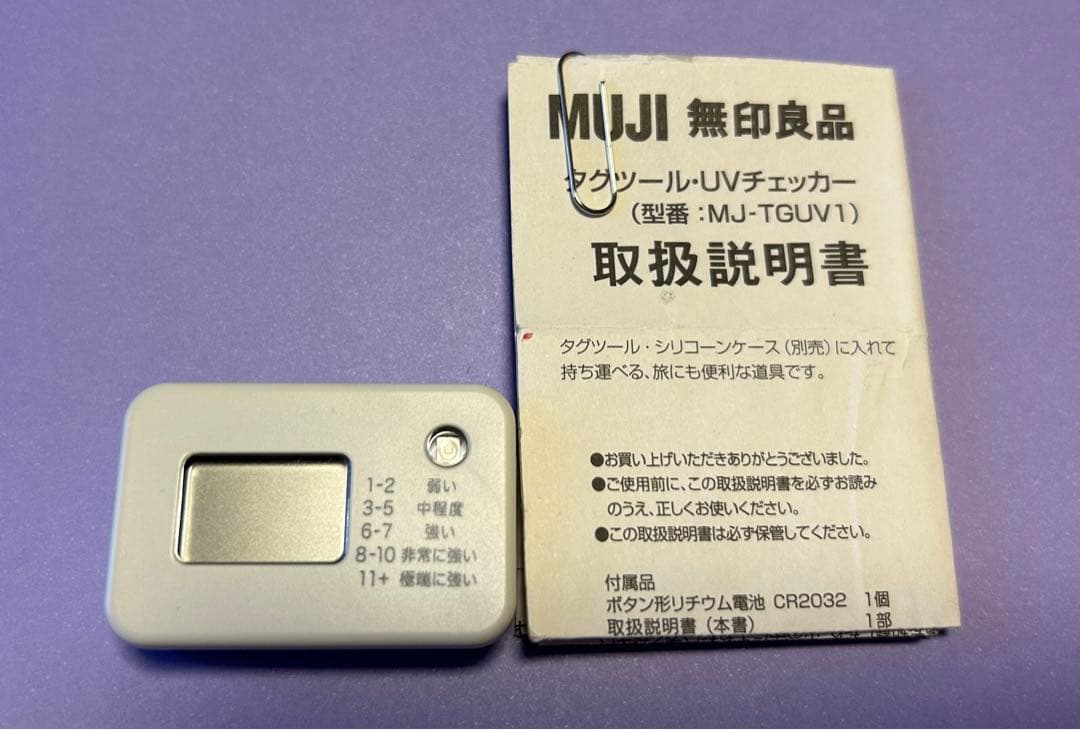 MUJI 無印良品
タグツール・UVチェッカー
(型番:MJ-TGUV1)
取扱説明書
タグツール・シリコーンケース(別売)に入れて
持ち運べる、旅にも便利な道具です。
●お買い上げいただきありがとうございました。
●ご使用前に、この取扱説明書を必ずお読み
のうえ、正しくお使いください。
●この取扱説明書は必ず保管してください。
付属品
ボタン形リチウム電池 CR2032 1個
取扱説明書(本書) 1部
1-2 弱い
3-5 中程度
6-7 強い
8-10 非常に強い
11+ 極端に強い